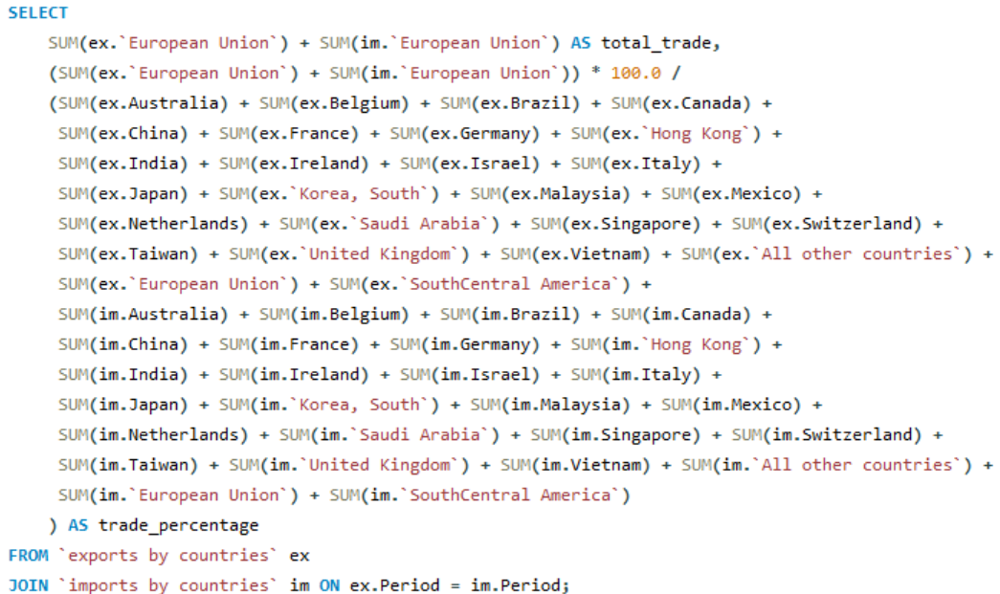 SELECT
SUM(ex.`European Union`) + SUM(im.`European Union`) AS total_trade,
(SUM(ex.`European Union`) + SUM(im.`European Union`)) * 100.0 /
(SUM(ex.Australia) + SUM(ex.Belgium) + SUM(ex.Brazil) + SUM(ex.Canada) +
SUM(ex.China) + SUM(ex.France) + SUM(ex.Germany) + SUM(ex.`Hong Kong`) +
SUM(ex.India) + SUM(ex.Ireland) + SUM(ex.Israel) + SUM(ex.Italy) +
SUM(ex.Japan) + SUM(ex.`Korea, South`) + SUM(ex.Malaysia) + SUM(ex.Mexico) +
SUM(ex.Netherlands) + SUM(ex.`Saudi Arabia`) + SUM(ex.Singapore) + SUM(ex.Switzerland) +
SUM(ex.Taiwan) + SUM(ex.`United Kingdom`) + SUM(ex.Vietnam) + SUM(ex.`All other countries`) +
SUM(ex.`European Union`) + SUM(ex.`SouthCentral America`) +
SUM(im.Australia) + SUM(im.Belgium) + SUM(im.Brazil) + SUM(im.Canada) +
SUM(im.China) + SUM(im.France) + SUM(im.Germany) + SUM(im.`Hong Kong`) +
SUM(im.India) + SUM(im.Ireland) + SUM(im.Israel) + SUM(im.Italy) +
SUM(im.Japan) + SUM(im.`Korea, South`) + SUM(im.Malaysia) + SUM(im.Mexico) +
SUM(im.Netherlands) + SUM(im.`Saudi Arabia`) + SUM(im.Singapore) + SUM(im.Switzerland) +
SUM(im.Taiwan) + SUM(im.`United Kingdom`) + SUM(im.Vietnam) + SUM(im.`All other countries`) +
SUM(im.`European Union`) + SUM(im.`SouthCentral America`)
) AS trade_percentage
FROM `exports by countries` ex
JOIN `imports by countries` im ON ex.Period = im.Period;